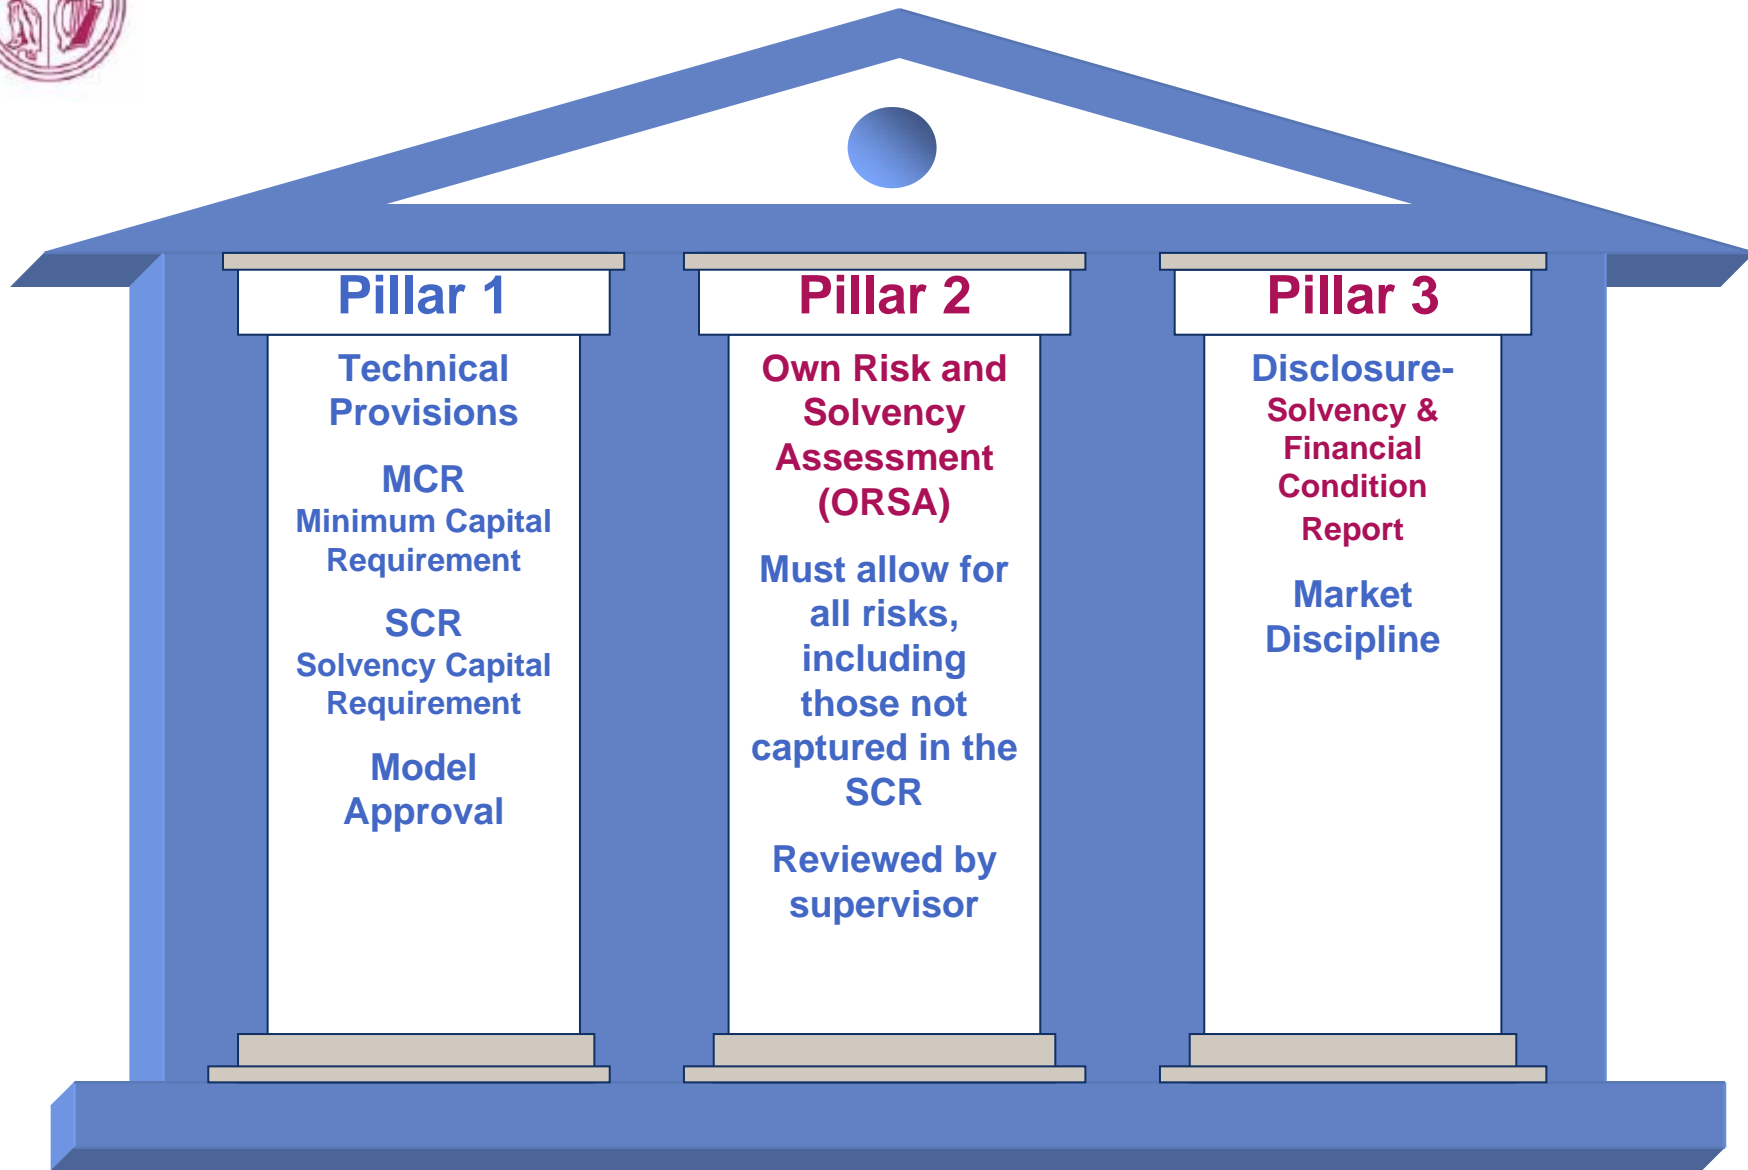 Pillar 1
Technical
Provisions
MCR
Minimum Capital
Requirement
SCR
Solvency Capital
Requirement
Model
Approval
Pillar 2
Own Risk and
Solvency
Assessment
(ORSA)
Must allow for
all risks,
including
those not
captured in the
SCR
Reviewed by
supervisor
Pillar 3
Disclosure-
Solvency &
Financial
Condition
Report
Market
Discipline